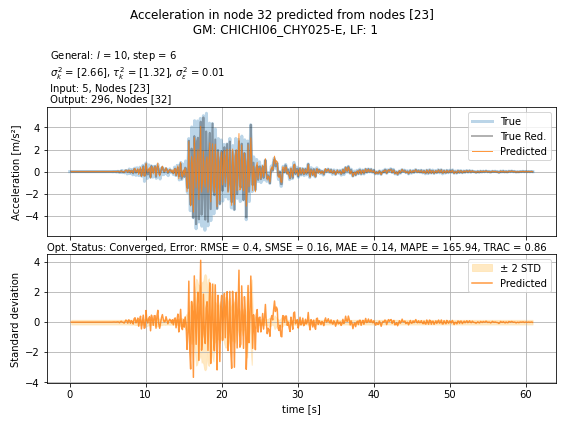 Acceleration in node 32 predicted from nodes [23]
GM: CHICHI06_CHY025-E, LF: 1
General: l = 10, step = 6
σ²ₖ = [2.66], τ²ₖ = [1.32], σ²ε = 0.01
Input: 5, Nodes [23]
Output: 296, Nodes [32]
True
True Red.
Predicted
Acceleration [m/s²]
4
2
0
−2
−4
Opt. Status: Converged, Error: RMSE = 0.4, SMSE = 0.16, MAE = 0.14, MAPE = 165.94, TRAC = 0.86
± 2 STD
Predicted
Standard deviation
4
2
0
−2
−4
0 10 20 30 40 50 60
time [s]